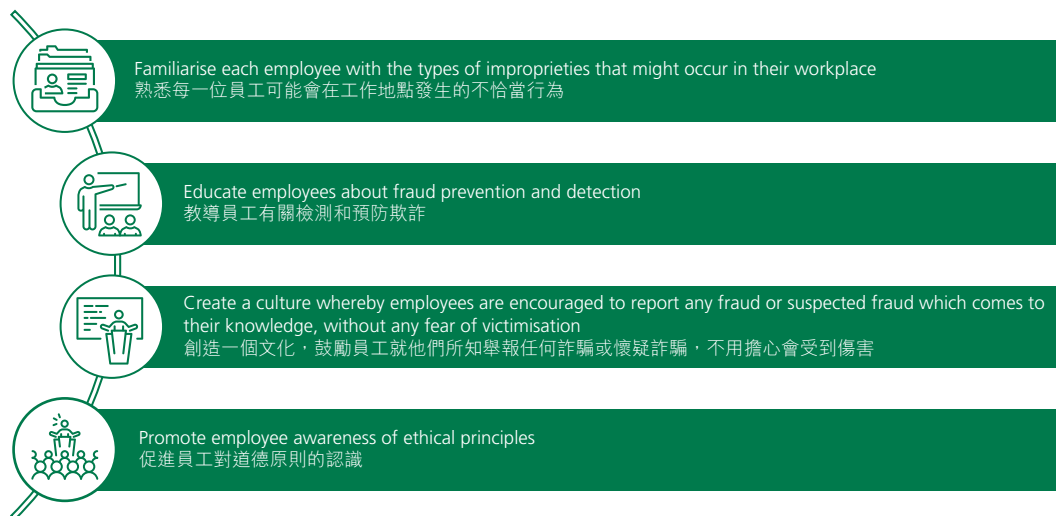 Familiarise each employee with the types of improprieties that might occur in their workplace
熟悉每一位員工可能會在工作地點發生的不恰當行為
Educate employees about fraud prevention and detection
教導員工有關檢測和預防欺詐
Create a culture whereby employees are encouraged to report any fraud or suspected fraud which comes to
their knowledge, without any fear of victimisation
創造一個文化，鼓勵員工就他們所知舉報任何詐騙或懷疑詐騙，不用擔心會受到傷害
Promote employee awareness of ethical principles
促進員工對道德原則的認識